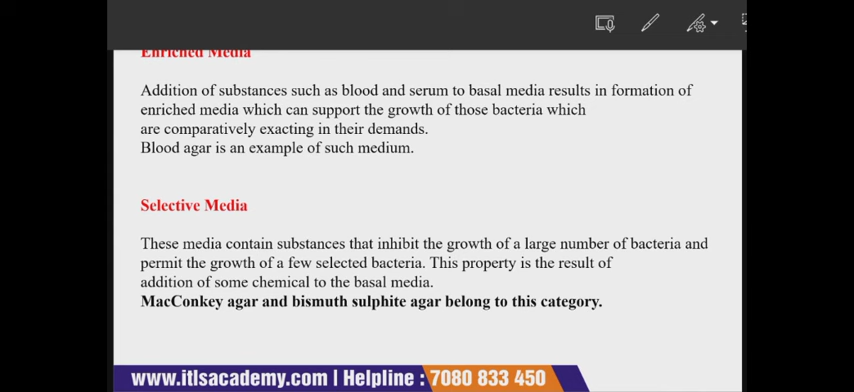 Enriched Media
Addition of substances such as blood and serum to basal media results in formation of
enriched media which can support the growth of those bacteria which
are comparatively exacting in their demands.
Blood agar is an example of such medium.
Selective Media
These media contain substances that inhibit the growth of a large number of bacteria and
permit the growth of a few selected bacteria. This property is the result of
addition of some chemical to the basal media.
MacConkey agar and bismuth sulphite agar belong to this category.
www.itlsacademy.com | Helpline : 7080 833 450